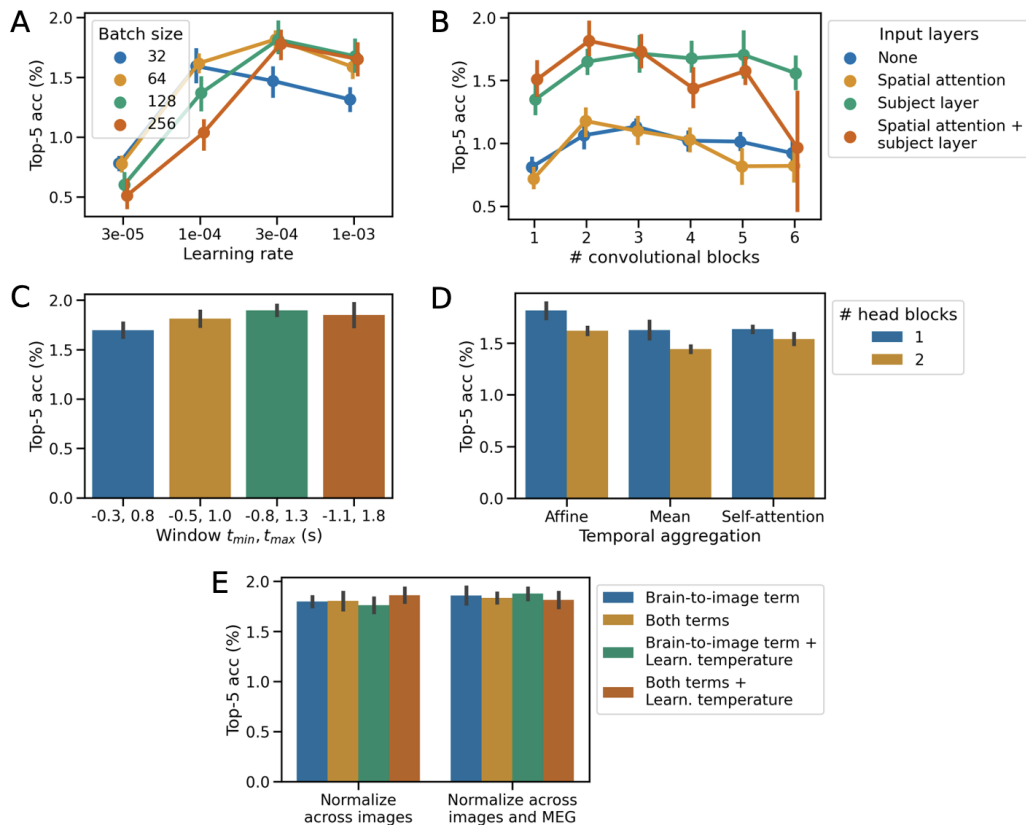 A
Batch size
32
64
128
256
Top-5 acc (%)
2.0
1.5
1.0
0.5
3e-05 1e-04 3e-04 1e-03
Learning rate
B
Top-5 acc (%)
2.0
1.5
1.0
0.5
1 2 3 4 5 6
# convolutional blocks
Input layers
None
Spatial attention
Subject layer
Spatial attention +
subject layer
C
Top-5 acc (%)
2.0
1.5
1.0
0.5
0.0
-0.3, 0.8 -0.5, 1.0 -0.8, 1.3 -1.1, 1.8
Window t_min, t_max (s)
D
Top-5 acc (%)
1.5
1.0
0.5
0.0
Affine Mean Self-attention
Temporal aggregation
# head blocks
1
2
E
Top-5 acc (%)
2.0
1.5
1.0
0.5
0.0
Normalize
across images
Normalize across
images and MEG
Brain-to-image term
Both terms
Brain-to-image term +
Learn. temperature
Both terms +
Learn. temperature